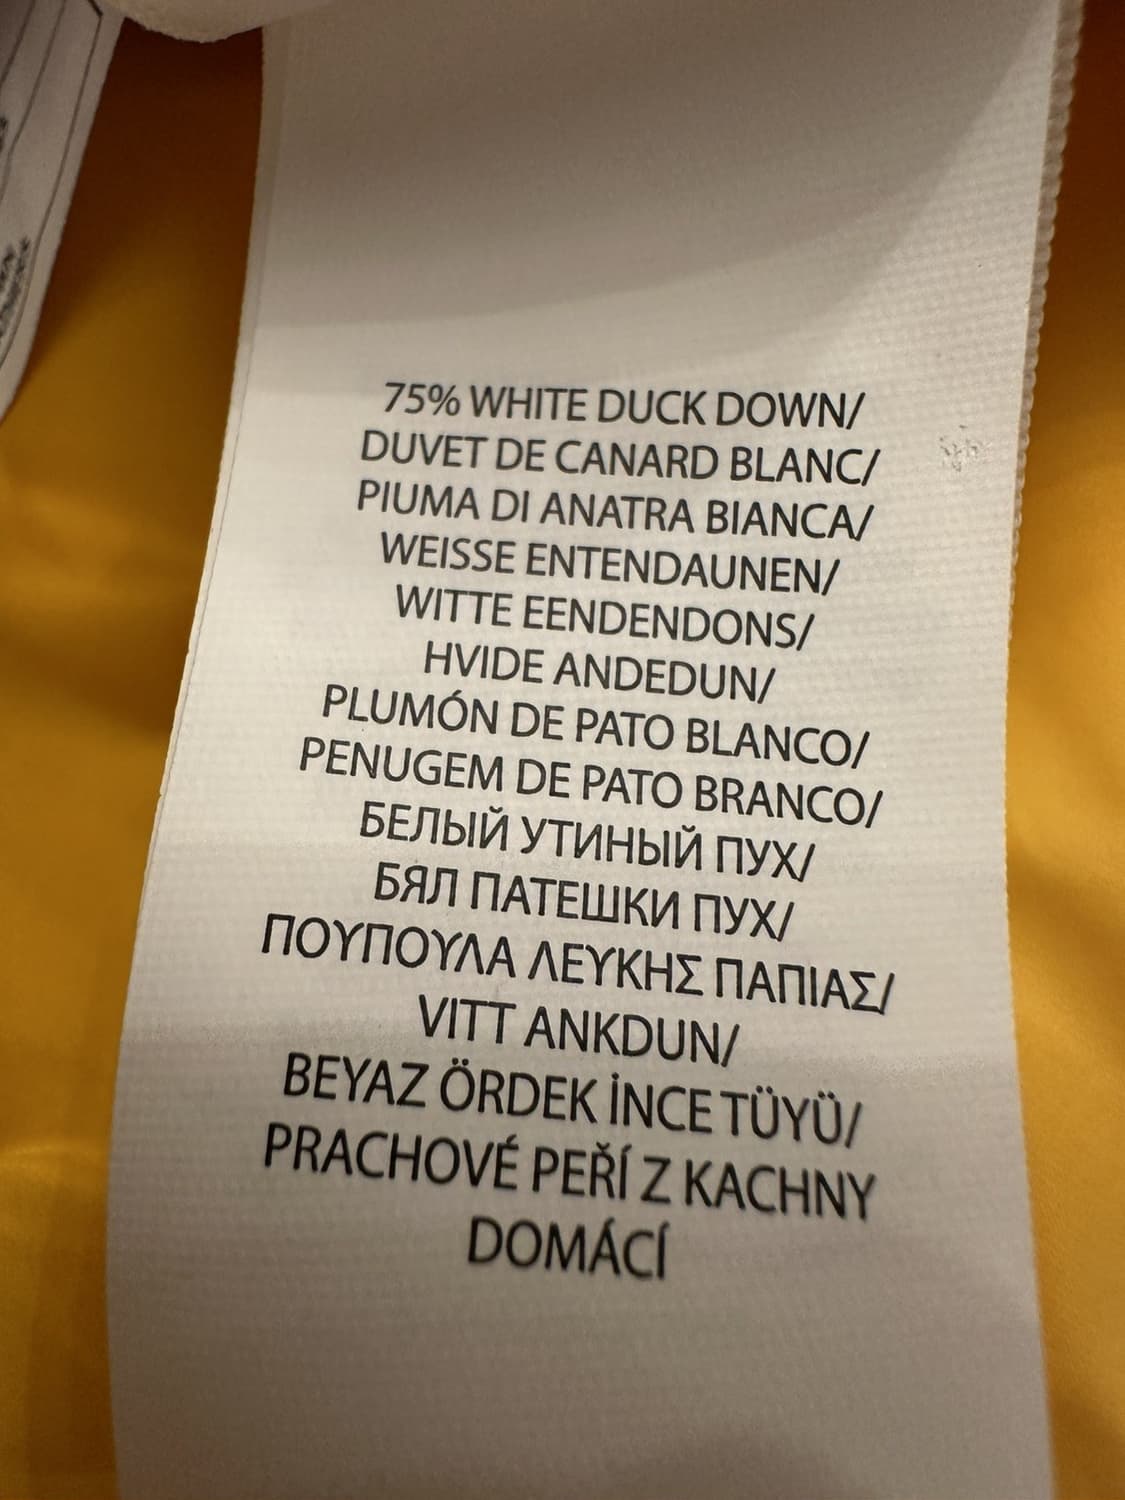 75% WHITE DUCK DOWN/
DUVET DE CANARD BLANC/
PIUMA DI ANATRA BIANCA/
WEISSE ENTENDAUNEN/
WITTE EENDENDONS/
HVIDE ANDEDUN/
PLUMÓN DE PATO BLANCO/
PENUGEM DE PATO BRANCO/
БЕЛЫЙ УТИНЫЙ ПУХ/
БЯЛ ПАТЕШКИ ПУХ/
ΠΟΥΠΟΥΛΑ ΛΕΥΚΗΣ ΠΑΠΙΑΣ/
VITT ANKDUN/
BEYAZ ÖRDEK İNCE TÜYÜ/
PRACHOVÉ PEŘÍ Z KACHNY
DOMÁCÍ